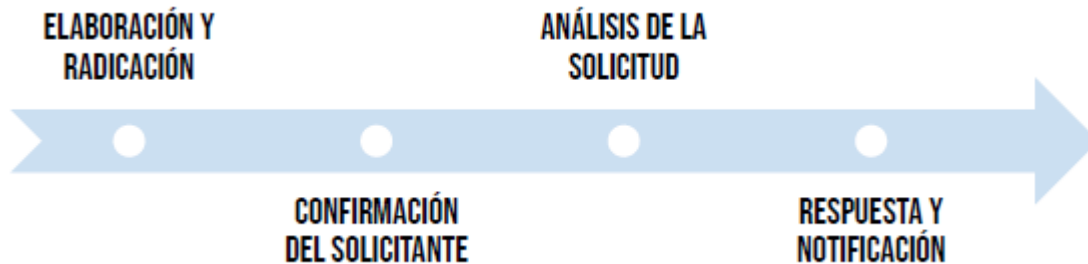 ELABORACIÓN Y
RADICACIÓN
CONFIRMACIÓN
DEL SOLICITANTE
ANÁLISIS DE LA
SOLICITUD
RESPUESTA Y
NOTIFICACIÓN